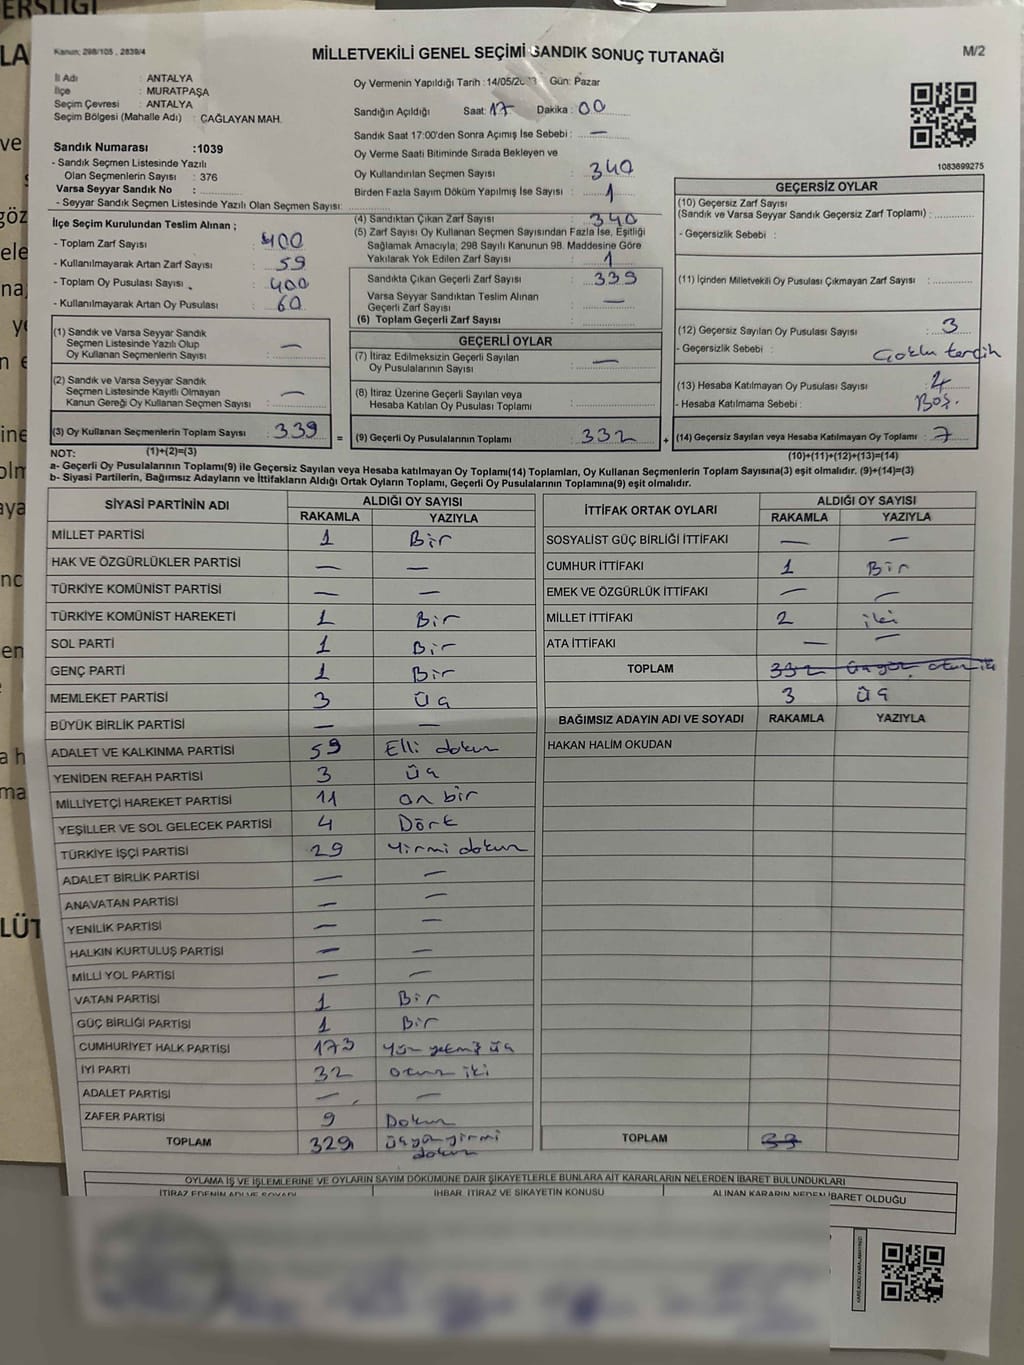 ERSLIGI
LA
Kanun: 298/105 , 2839/4
MİLLETVEKİLİ GENEL SEÇİMİ SANDIK SONUÇ TUTANAĞI
M/2
İl Adı : ANTALYA
İlçe : MURATPAŞA
Seçim Çevresi : ANTALYA
Seçim Bölgesi (Mahalle Adı) : ÇAĞLAYAN MAH.
Sandık Numarası :1039
- Sandık Seçmen Listesinde Yazılı
Olan Seçmenlerin Sayısı : 376
Varsa Seyyar Sandık No :
- Seyyar Sandık Seçmen Listesinde Yazılı Olan Seçmen Sayısı:
Oy Vermenin Yapıldığı Tarih : 14/05/2023 Gün: Pazar
Sandığın Açıldığı Saat: 17 Dakika : 00
Sandık Saat 17:00'den Sonra Açımış İse Sebebi : —
Oy Verme Saati Bitiminde Sırada Bekleyen ve
Oy Kullandırılan Seçmen Sayısı : 340
Birden Fazla Sayım Döküm Yapılmış İse Sayısı : 1
1083699275
İlçe Seçim Kurulundan Teslim Alınan ;
- Toplam Zarf Sayısı : 400
- Kullanılmayarak Artan Zarf Sayısı : 59
- Toplam Oy Pusulası Sayısı : 400
- Kullanılmayarak Artan Oy Pusulası : 60
(1) Sandık ve Varsa Seyyar Sandık
Seçmen Listesinde Yazılı Olup
Oy Kullanan Seçmenlerin Sayısı : —
(2) Sandık ve Varsa Seyyar Sandık
Seçmen Listesinde Kayıtlı Olmayan
Kanun Gereği Oy Kullanan Seçmen Sayısı : —
(3) Oy Kullanan Seçmenlerin Toplam Sayısı : 339
(1)+(2)=(3)
(4) Sandıktan Çıkan Zarf Sayısı : 340
(5) Zarf Sayısı Oy Kullanan Seçmen Sayısından Fazla İse, Eşitliği
Sağlamak Amacıyla; 298 Sayılı Kanunun 98. Maddesine Göre
Yakılarak Yok Edilen Zarf Sayısı : 1
Sandıkta Çıkan Geçerli Zarf Sayısı : 339
Varsa Seyyar Sandıktan Teslim Alınan
Geçerli Zarf Sayısı : —
(6) Toplam Geçerli Zarf Sayısı :
GEÇERLİ OYLAR
(7) İtiraz Edilmeksizin Geçerli Sayılan
Oy Pusulalarının Sayısı : —
(8) İtiraz Üzerine Geçerli Sayılan veya
Hesaba Katılan Oy Pusulası Toplamı :
= (9) Geçerli Oy Pusulalarının Toplamı : 332
GEÇERSİZ OYLAR
(10) Geçersiz Zarf Sayısı
(Sandık ve Varsa Seyyar Sandık Geçersiz Zarf Toplamı) :
- Geçersizlik Sebebi :
(11) İçinden Milletvekili Oy Pusulası Çıkmayan Zarf Sayısı :
(12) Geçersiz Sayılan Oy Pusulası Sayısı : 3
- Geçersizlik Sebebi : Çoklu tercih
(13) Hesaba Katılmayan Oy Pusulası Sayısı : 4
- Hesaba Katılmama Sebebi : Boş.
+ (14) Geçersiz Sayılan veya Hesaba Katılmayan Oy Pusulası Toplamı : 7
(10)+(11)+(12)+(13)=(14)
NOT:
a- Geçerli Oy Pusulalarının Toplamı(9) ile Geçersiz Sayılan veya Hesaba katılmayan Oy Toplamı(14) Toplamları, Oy Kullanan Seçmenlerin Toplam Sayısına(3) eşit olmalıdır. (9)+(14)=(3)
b- Siyasi Partilerin, Bağımsız Adayların ve İttifakların Aldığı Ortak Oyların Toplamı, Geçerli Oy Pusulalarının Toplamına(9) eşit olmalıdır.
SİYASİ PARTİNİN ADI ALDIĞI OY SAYISI
RAKAMLA YAZIYLA
MİLLET PARTİSİ 1 Bir
HAK VE ÖZGÜRLÜKLER PARTİSİ — —
TÜRKİYE KOMÜNİST PARTİSİ — —
TÜRKİYE KOMÜNİST HAREKETİ 1 Bir
SOL PARTİ 1 Bir
GENÇ PARTİ 1 Bir
MEMLEKET PARTİSİ 3 üç
BÜYÜK BİRLİK PARTİSİ — —
ADALET VE KALKINMA PARTİSİ 59 Elli dokuz
YENİDEN REFAH PARTİSİ 3 üç
MİLLİYETÇİ HAREKET PARTİSİ 11 on bir
YEŞİLLER VE SOL GELECEK PARTİSİ 4 Dört
TÜRKİYE İŞÇİ PARTİSİ 29 Yirmi dokuz
ADALET BİRLİK PARTİSİ — —
ANAVATAN PARTİSİ — —
YENİLİK PARTİSİ — —
HALKIN KURTULUŞ PARTİSİ — —
MİLLİ YOL PARTİSİ — —
VATAN PARTİSİ 1 Bir
GÜÇ BİRLİĞİ PARTİSİ 1 Bir
CUMHURİYET HALK PARTİSİ 173 Yüz yetmiş üç
İYİ PARTİ 32 otuz iki
ADALET PARTİSİ — —
ZAFER PARTİSİ 9 Dokuz
TOPLAM 329 üçyüzyirmi
dokuz
İTTİFAK ORTAK OYLARI ALDIĞI OY SAYISI
RAKAMLA YAZIYLA
SOSYALİST GÜÇ BİRLİĞİ İTTİFAKI — —
CUMHUR İTTİFAKI 1 Bir
EMEK VE ÖZGÜRLÜK İTTİFAKI — —
MİLLET İTTİFAKI 2 iki
ATA İTTİFAKI — —
TOPLAM 332 üçyüz otuz iki
3 üç
BAĞIMSIZ ADAYIN ADI VE SOYADI RAKAMLA YAZIYLA
HAKAN HALİM OKUDAN
TOPLAM 33
OYLAMA İŞ VE İŞLEMLERİNE VE OYLARIN SAYIM DÖKÜMÜNE DAİR ŞİKAYETLERLE BUNLARA AİT KARARLARIN NELERDEN İBARET BULUNDUKLARI
İTİRAZ EDENİN ADI VE SOYADI İHBAR, İTİRAZ VE ŞİKAYETİN KONUSU ALINAN KARARIN NEDEN İBARET OLDUĞU